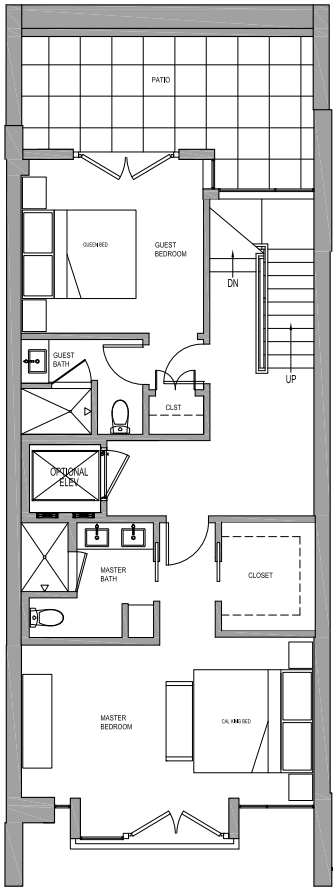 PATIO
QUEEN BED
GUEST
BEDROOM
DN
UP
GUEST
BATH
CLST
OPTIONAL
ELEV
MASTER
BATH
CLOSET
MASTER
BEDROOM
CAL KING BED